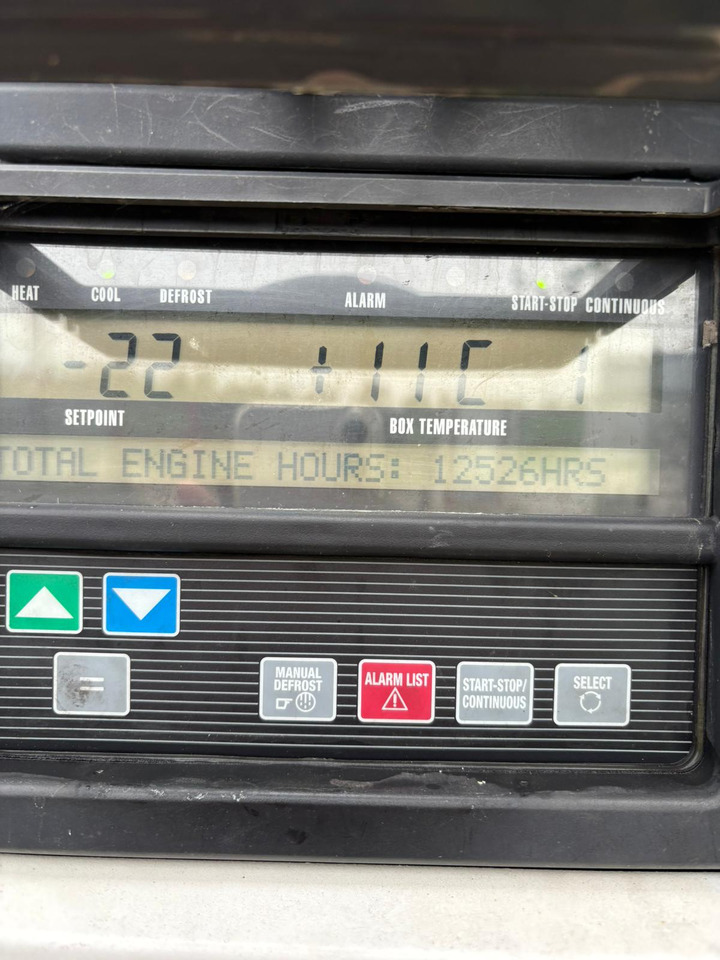 HEAT COOL DEFROST ALARM START-STOP CONTINUOUS
-22 +11C
SETPOINT BOX TEMPERATURE
TOTAL ENGINE HOURS: 12526HRS
MANUAL DEFROST
ALARM LIST
START-STOP/
CONTINUOUS
SELECT